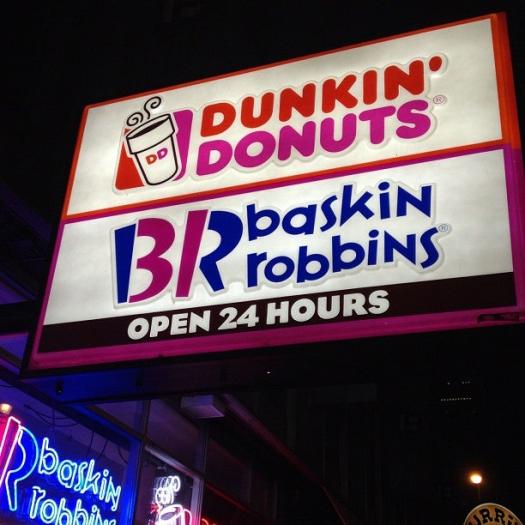 DUNKIN'
DONUTS®
DD
BR baskin
robbins®
OPEN 24 HOURS
baskin
robbins